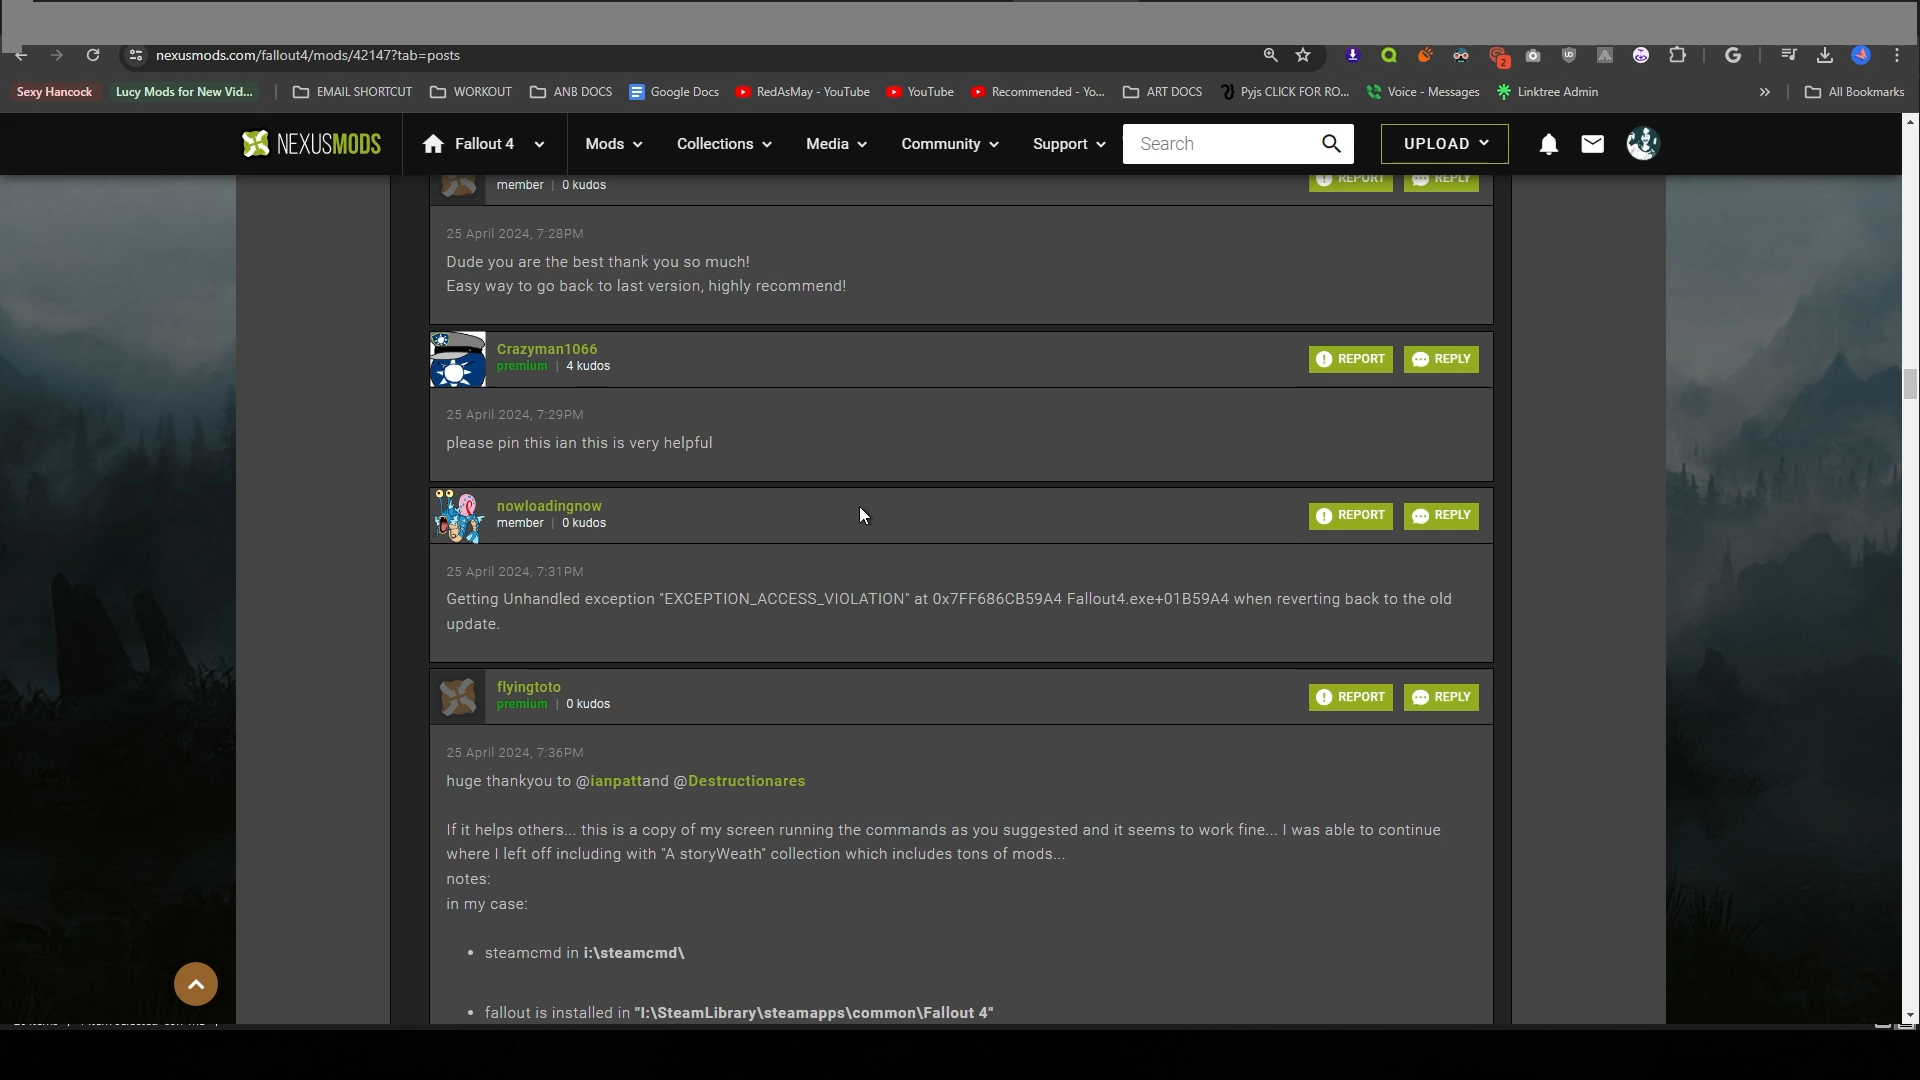 nexusmods.com/fallout4/mods/42147?tab=posts
2
Sexy Hancock
Lucy Mods for New Vid...
EMAIL SHORTCUT
WORKOUT
ANB DOCS
Google Docs
RedAsMay - YouTube
YouTube
Recommended - Yo...
ART DOCS
Pyjs CLICK FOR RO...
Voice - Messages
Linktree Admin
»
All Bookmarks
NEXUSMODS
Fallout 4
Mods
Collections
Media
Community
Support
Search
UPLOAD
member | 0 kudos
REPORT
REPLY
25 April 2024, 7:28PM
Dude you are the best thank you so much!
Easy way to go back to last version, highly recommend!
Crazyman1066
premium | 4 kudos
REPORT
REPLY
25 April 2024, 7:29PM
please pin this ian this is very helpful
nowloadingnow
member | 0 kudos
REPORT
REPLY
25 April 2024, 7:31PM
Getting Unhandled exception "EXCEPTION_ACCESS_VIOLATION" at 0x7FF686CB59A4 Fallout4.exe+01B59A4 when reverting back to the old
update.
flyingtoto
premium | 0 kudos
REPORT
REPLY
25 April 2024, 7:36PM
huge thankyou to @ianpattand @Destructionares
If it helps others... this is a copy of my screen running the commands as you suggested and it seems to work fine... I was able to continue
where I left off including with "A storyWeath" collection which includes tons of mods...
notes:
in my case:
• steamcmd in i:\steamcmd\
• fallout is installed in "I:\SteamLibrary\steamapps\common\Fallout 4"